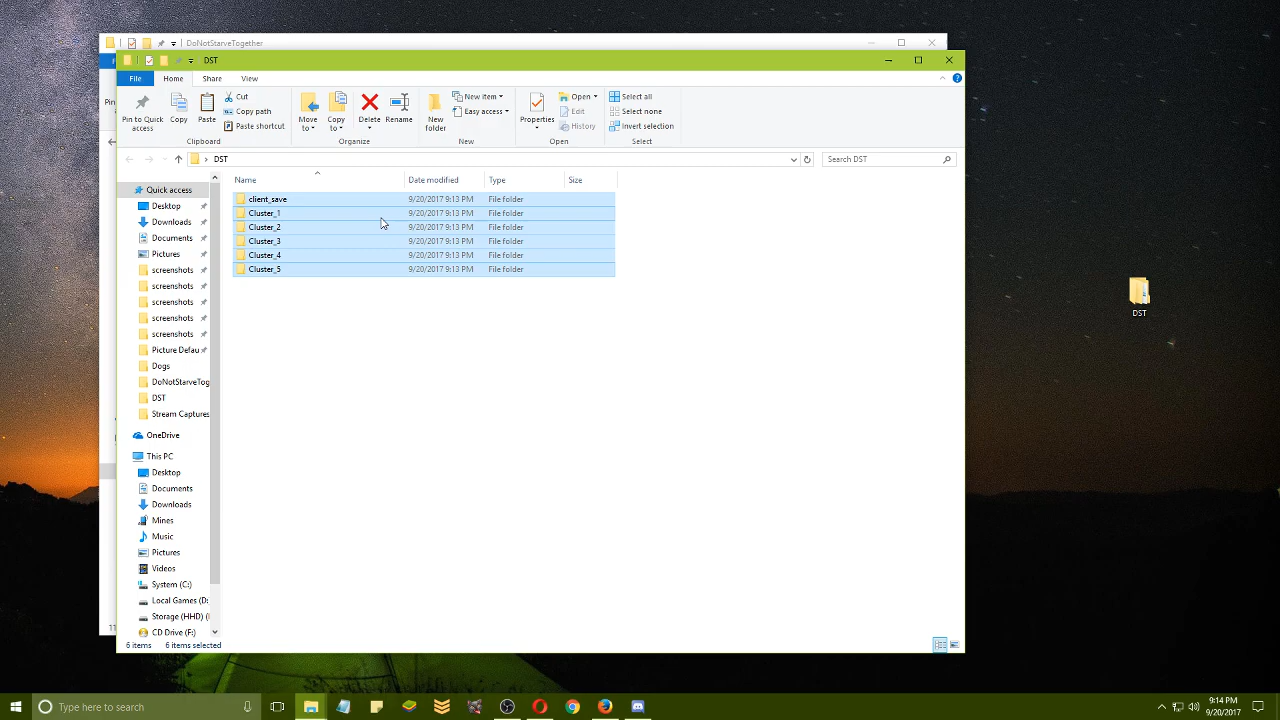 DoNotStarveTogether
DST
File Home Share View
Pin to Quick access
Copy
Paste
Cut
Copy path
Paste shortcut
Clipboard
Move to
Copy to
Delete
Rename
Organize
New folder
New item
Easy access
New
Properties
Open
Edit
History
Open
Select all
Select none
Invert selection
Select
DST
Search DST
Name Date modified Type Size
client_save 9/20/2017 9:13 PM File folder
Cluster_1 9/20/2017 9:13 PM File folder
Cluster_2 9/20/2017 9:13 PM File folder
Cluster_3 9/20/2017 9:13 PM File folder
Cluster_4 9/20/2017 9:13 PM File folder
Cluster_5 9/20/2017 9:13 PM File folder
Quick access
Desktop
Downloads
Documents
Pictures
screenshots
screenshots
screenshots
screenshots
screenshots
Picture Defau
Dogs
DoNotStarveTog
DST
Stream Captures
OneDrive
This PC
Desktop
Documents
Downloads
Mines
Music
Pictures
Videos
System (C:)
Local Games (D:
Storage (HHD) (
CD Drive (F:)
6 items 6 items selected
DST
Type here to search
9:14 PM
9/20/2017